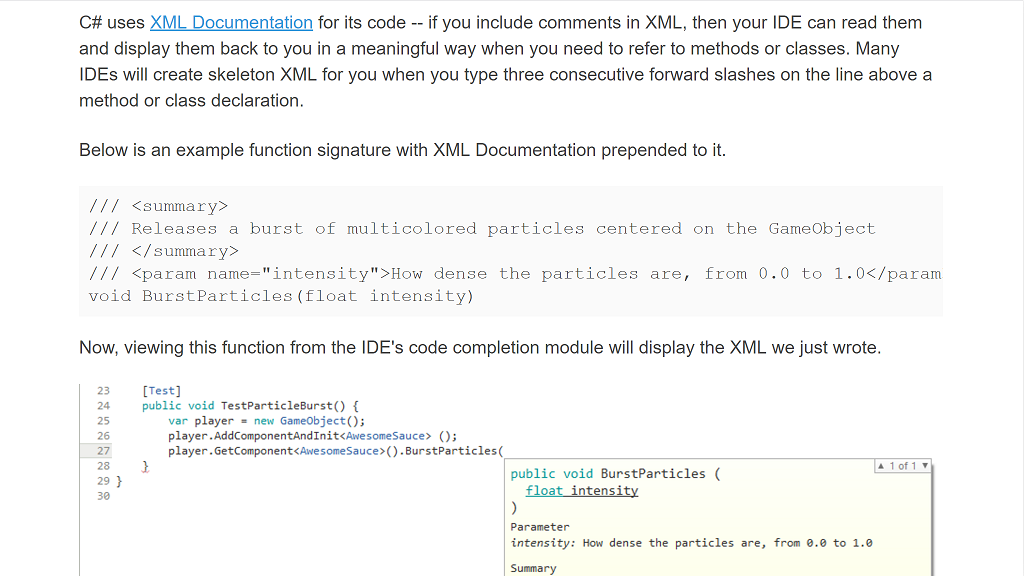 C# uses XML Documentation for its code -- if you include comments in XML, then your IDE can read them
and display them back to you in a meaningful way when you need to refer to methods or classes. Many
IDEs will create skeleton XML for you when you type three consecutive forward slashes on the line above a
method or class declaration.
Below is an example function signature with XML Documentation prepended to it.
/// <summary>
/// Releases a burst of multicolored particles centered on the GameObject
/// </summary>
/// <param name="intensity">How dense the particles are, from 0.0 to 1.0</param
void BurstParticles(float intensity)
Now, viewing this function from the IDE's code completion module will display the XML we just wrote.
23 [Test]
24 public void TestParticleBurst() {
25 var player = new GameObject();
26 player.AddComponentAndInit<AwesomeSauce> ();
27 player.GetComponent<AwesomeSauce>().BurstParticles(
28 }
29 }
30
▲ 1 of 1 ▼
public void BurstParticles (
float intensity
)
Parameter
intensity: How dense the particles are, from 0.0 to 1.0
Summary